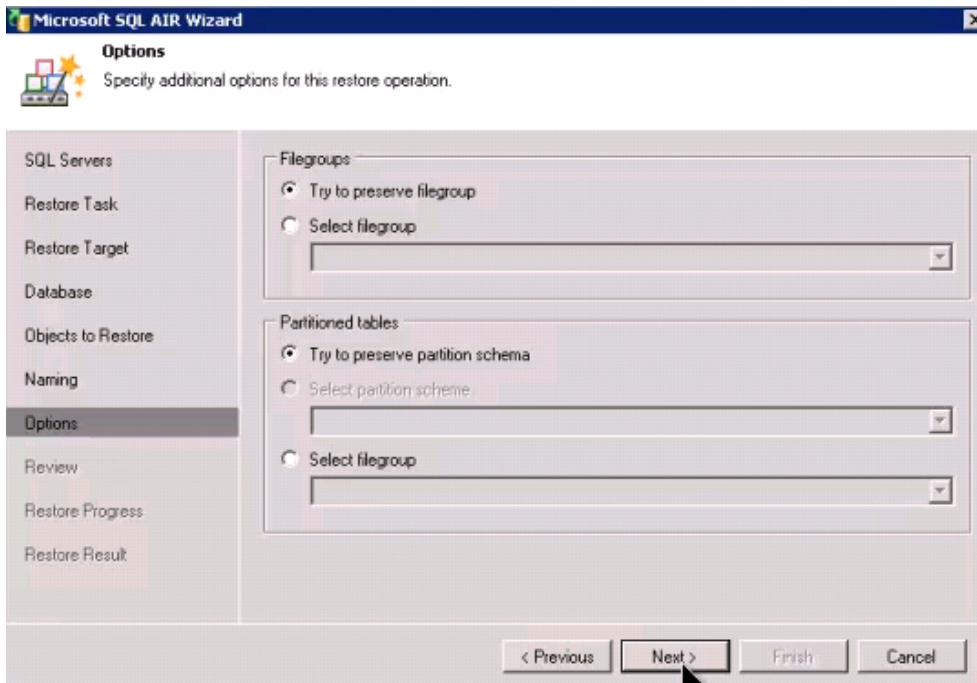 Microsoft SQL AIR Wizard
Options
Specify additional options for this restore operation.
SQL Servers
Restore Task
Restore Target
Database
Objects to Restore
Naming
Options
Review
Restore Progress
Restore Result
Filegroups
Try to preserve filegroup
Select filegroup
Partitioned tables
Try to preserve partition schema
Select partition scheme
Select filegroup
< Previous
Next >
Finish
Cancel